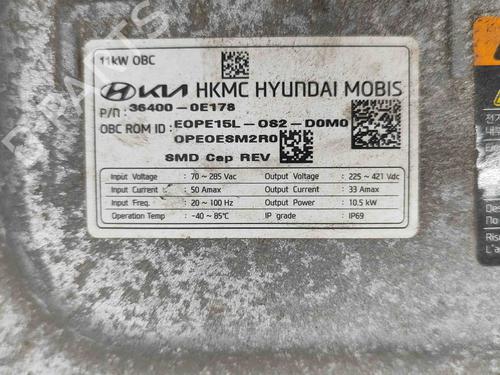 11kW OBC
HYUNDAI KIA HKMC HYUNDAI MOBIS
P/N : 36400-0E178
OBC ROM ID : EOPE15L-OS2-D0M0
OPEOESM2R0
SMD Cap REV
Input Voltage : 70 ~ 285 Vac Output Voltage : 225 ~ 421 Vdc
Input Current : 50 Amax Output Current : 33 Amax
Input Freq. : 20 ~ 100 Hz Output Power : 10.5 kW
Operation Temp : -40 ~ 85℃ IP grade : IP69